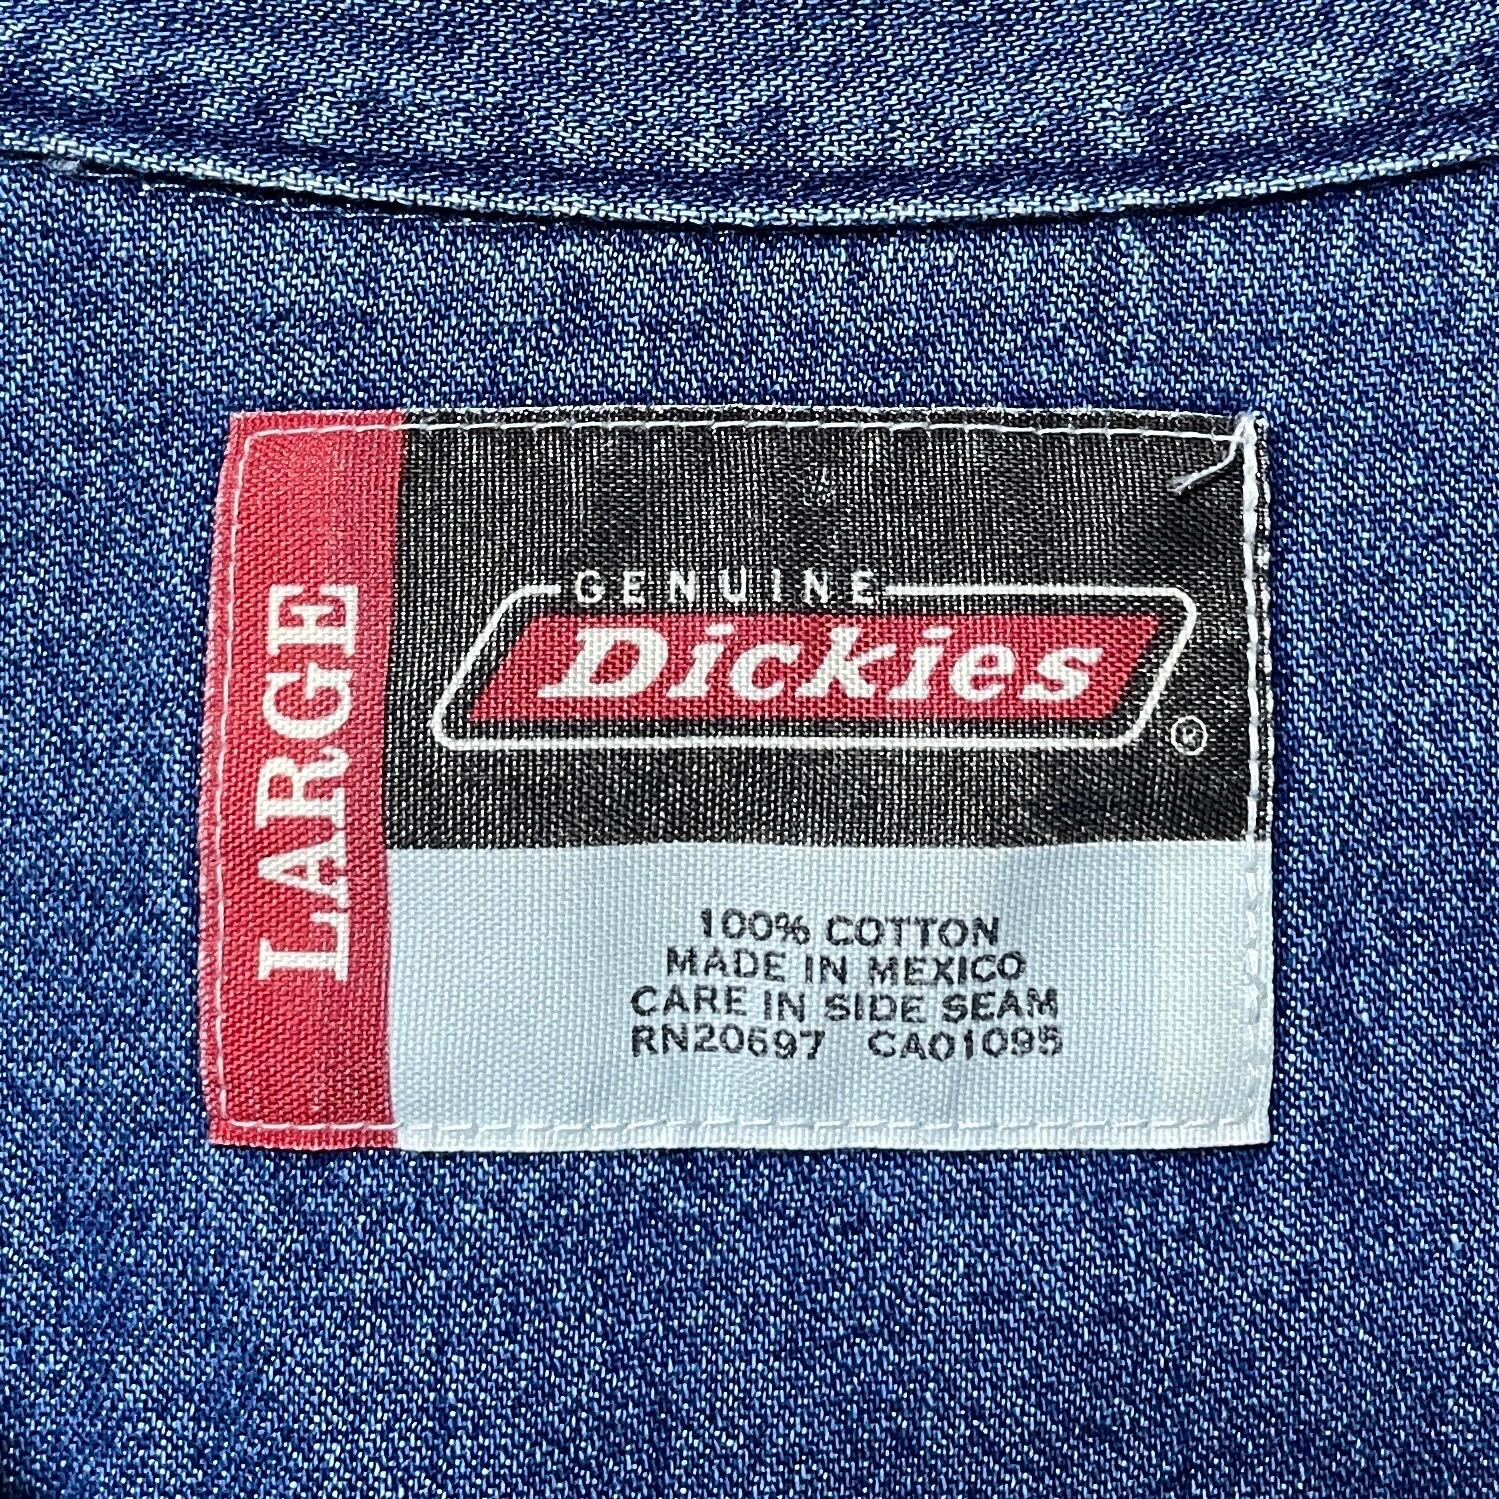 LARGE
GENUINE
Dickies
®
100% COTTON
MADE IN MEXICO
CARE IN SIDE SEAM
RN20697 CA01095